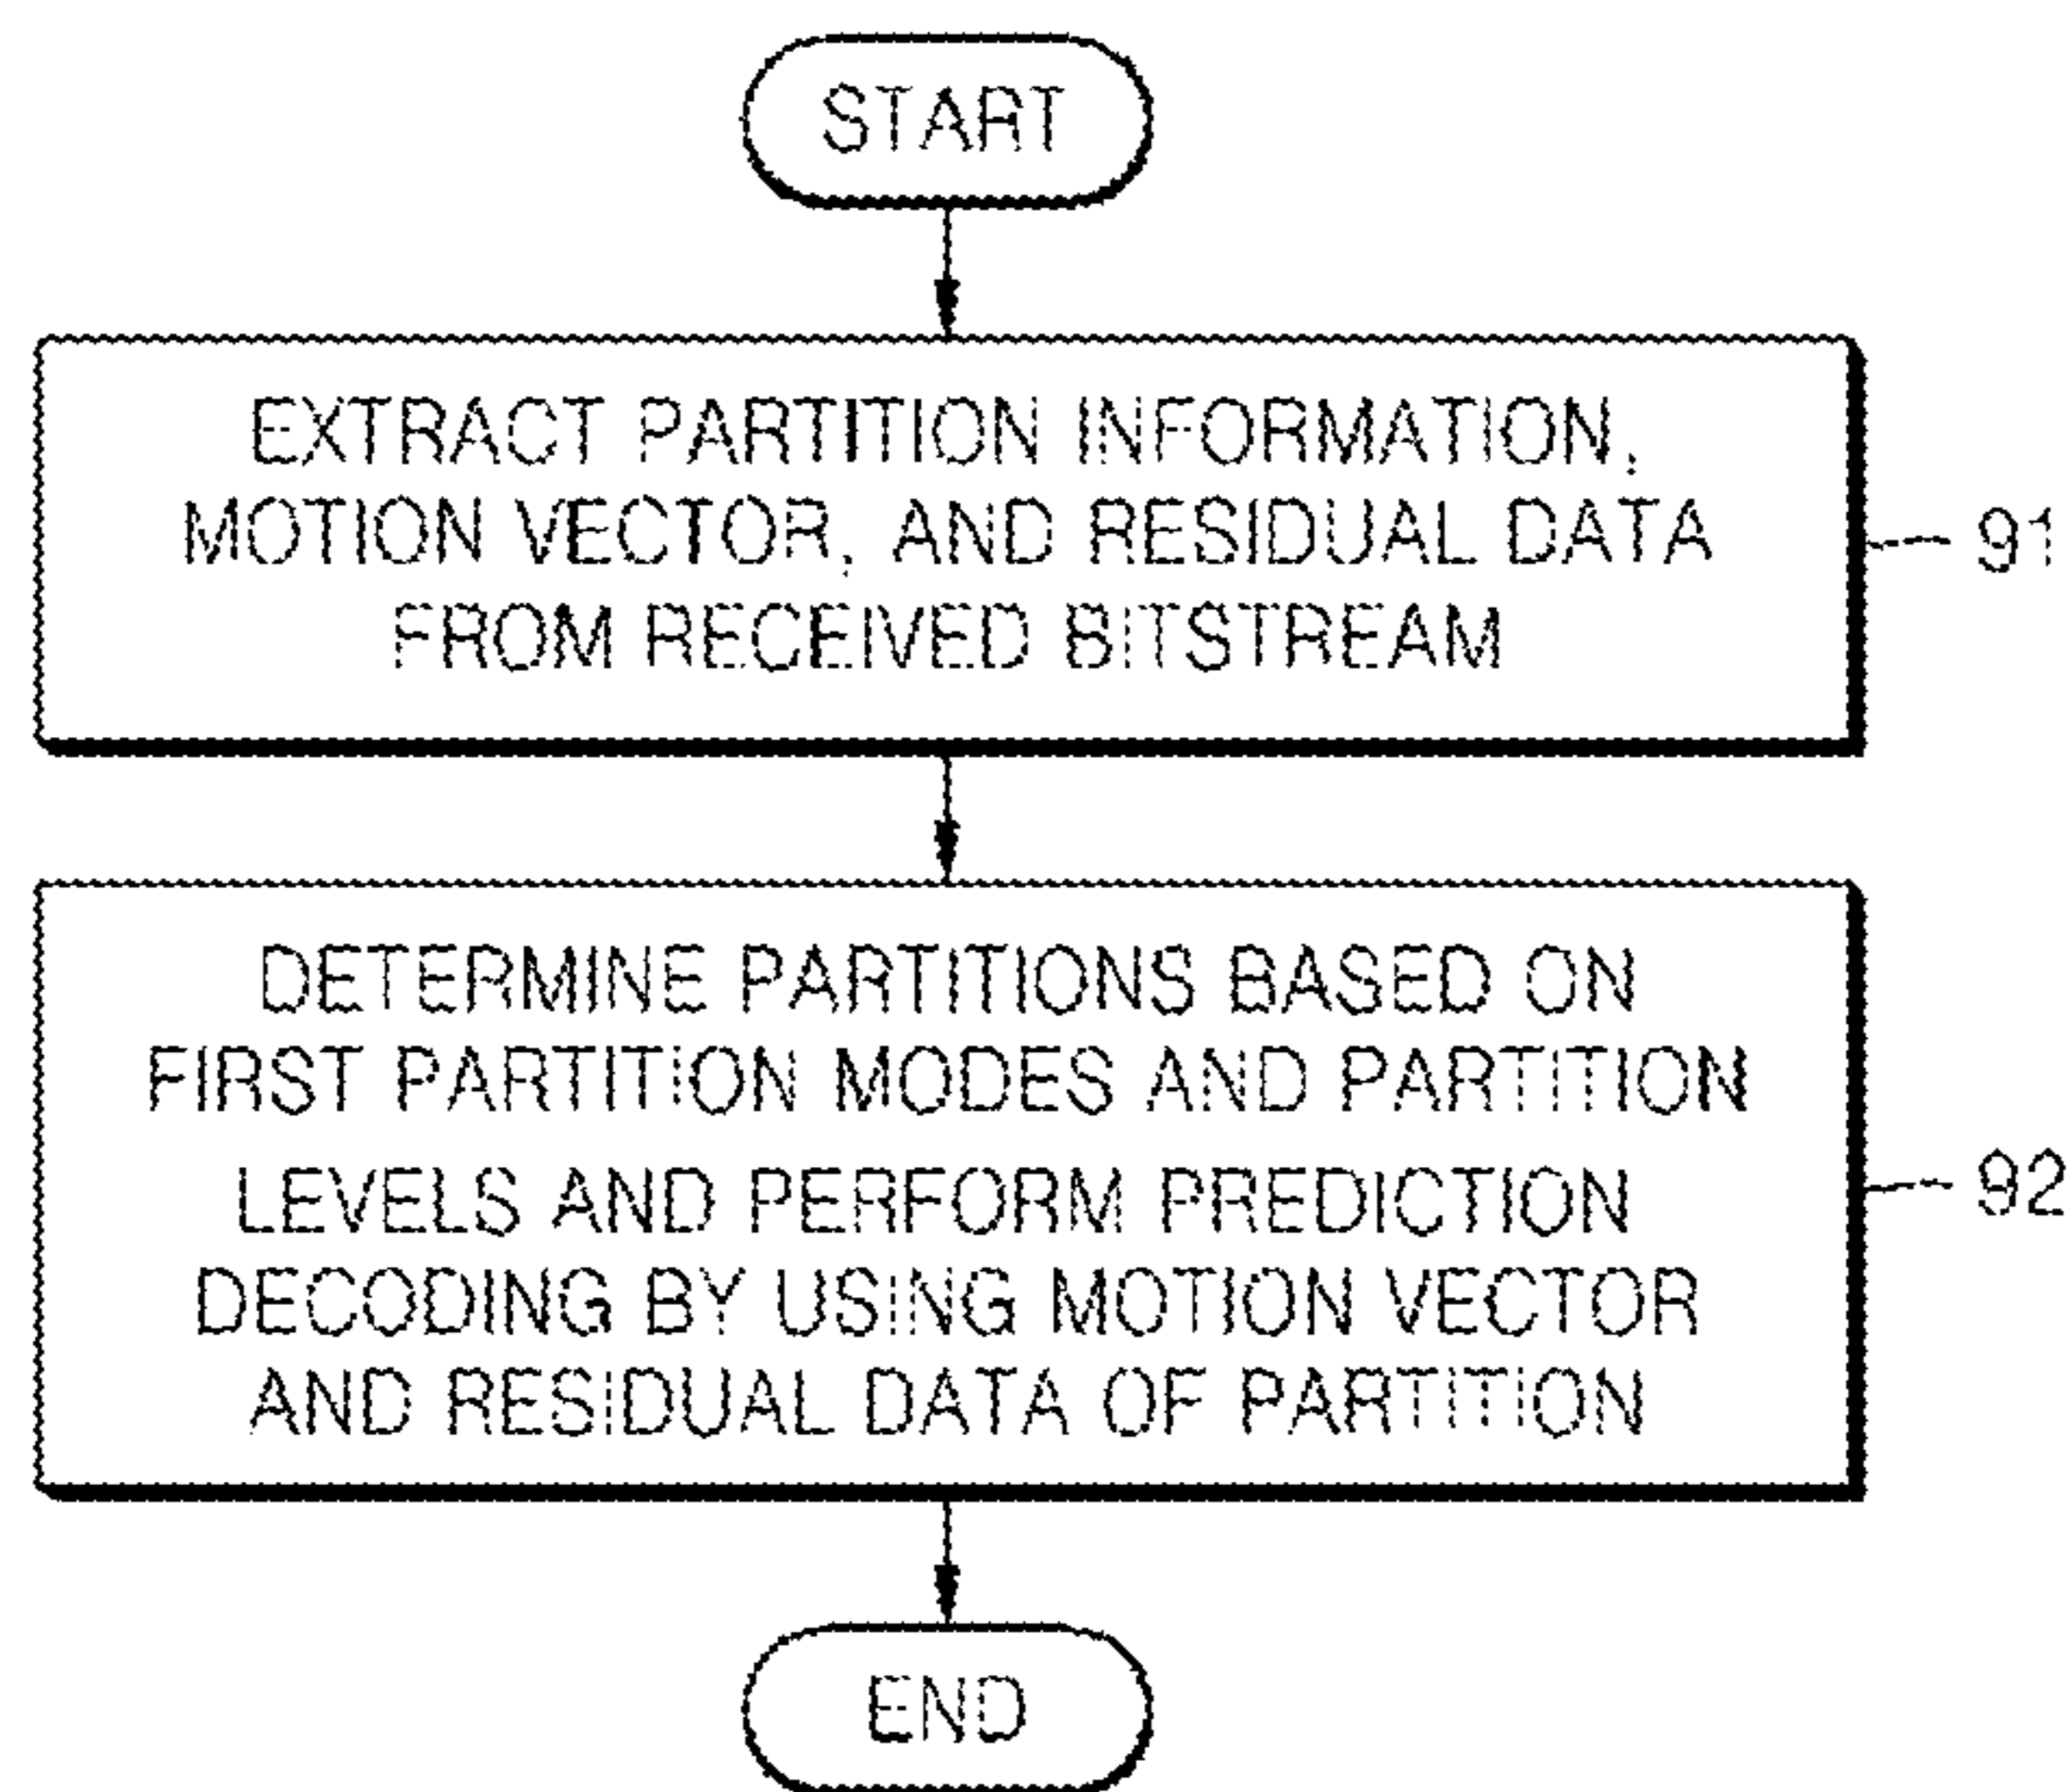 START
EXTRACT PARTITION INFORMATION,
MOTION VECTOR, AND RESIDUAL DATA
FROM RECEIVED BITSTREAM
91
DETERMINE PARTITIONS BASED ON
FIRST PARTITION MODES AND PARTITION
LEVELS AND PERFORM PREDICTION
DECODING BY USING MOTION VECTOR
AND RESIDUAL DATA OF PARTITION
92
END